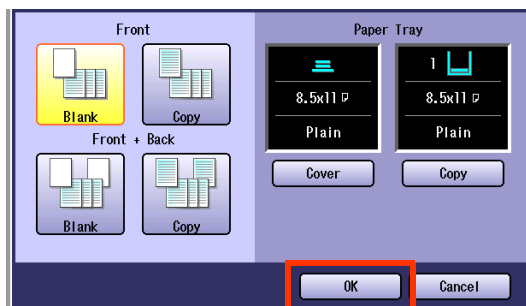 Front
Blank
Copy
Front + Back
Blank
Copy
Paper Tray
8.5x11
Plain
1
8.5x11
Plain
Cover
Copy
OK
Cancel